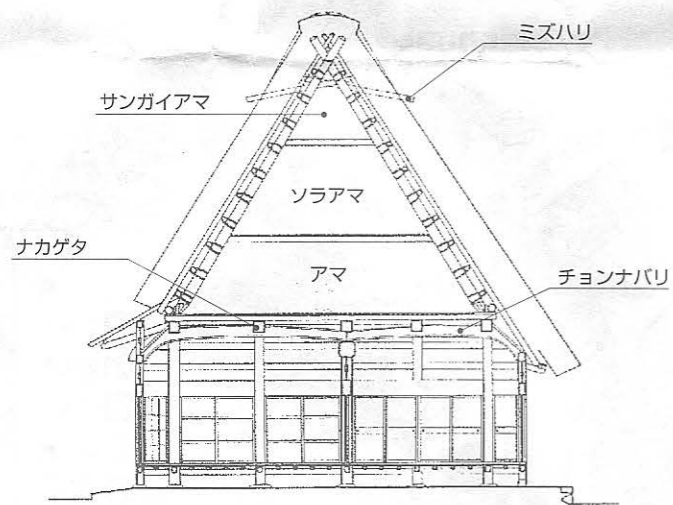 ミズハリ
サンガイアマ
ソラアマ
ナカゲタ
アマ
チョンナバリ